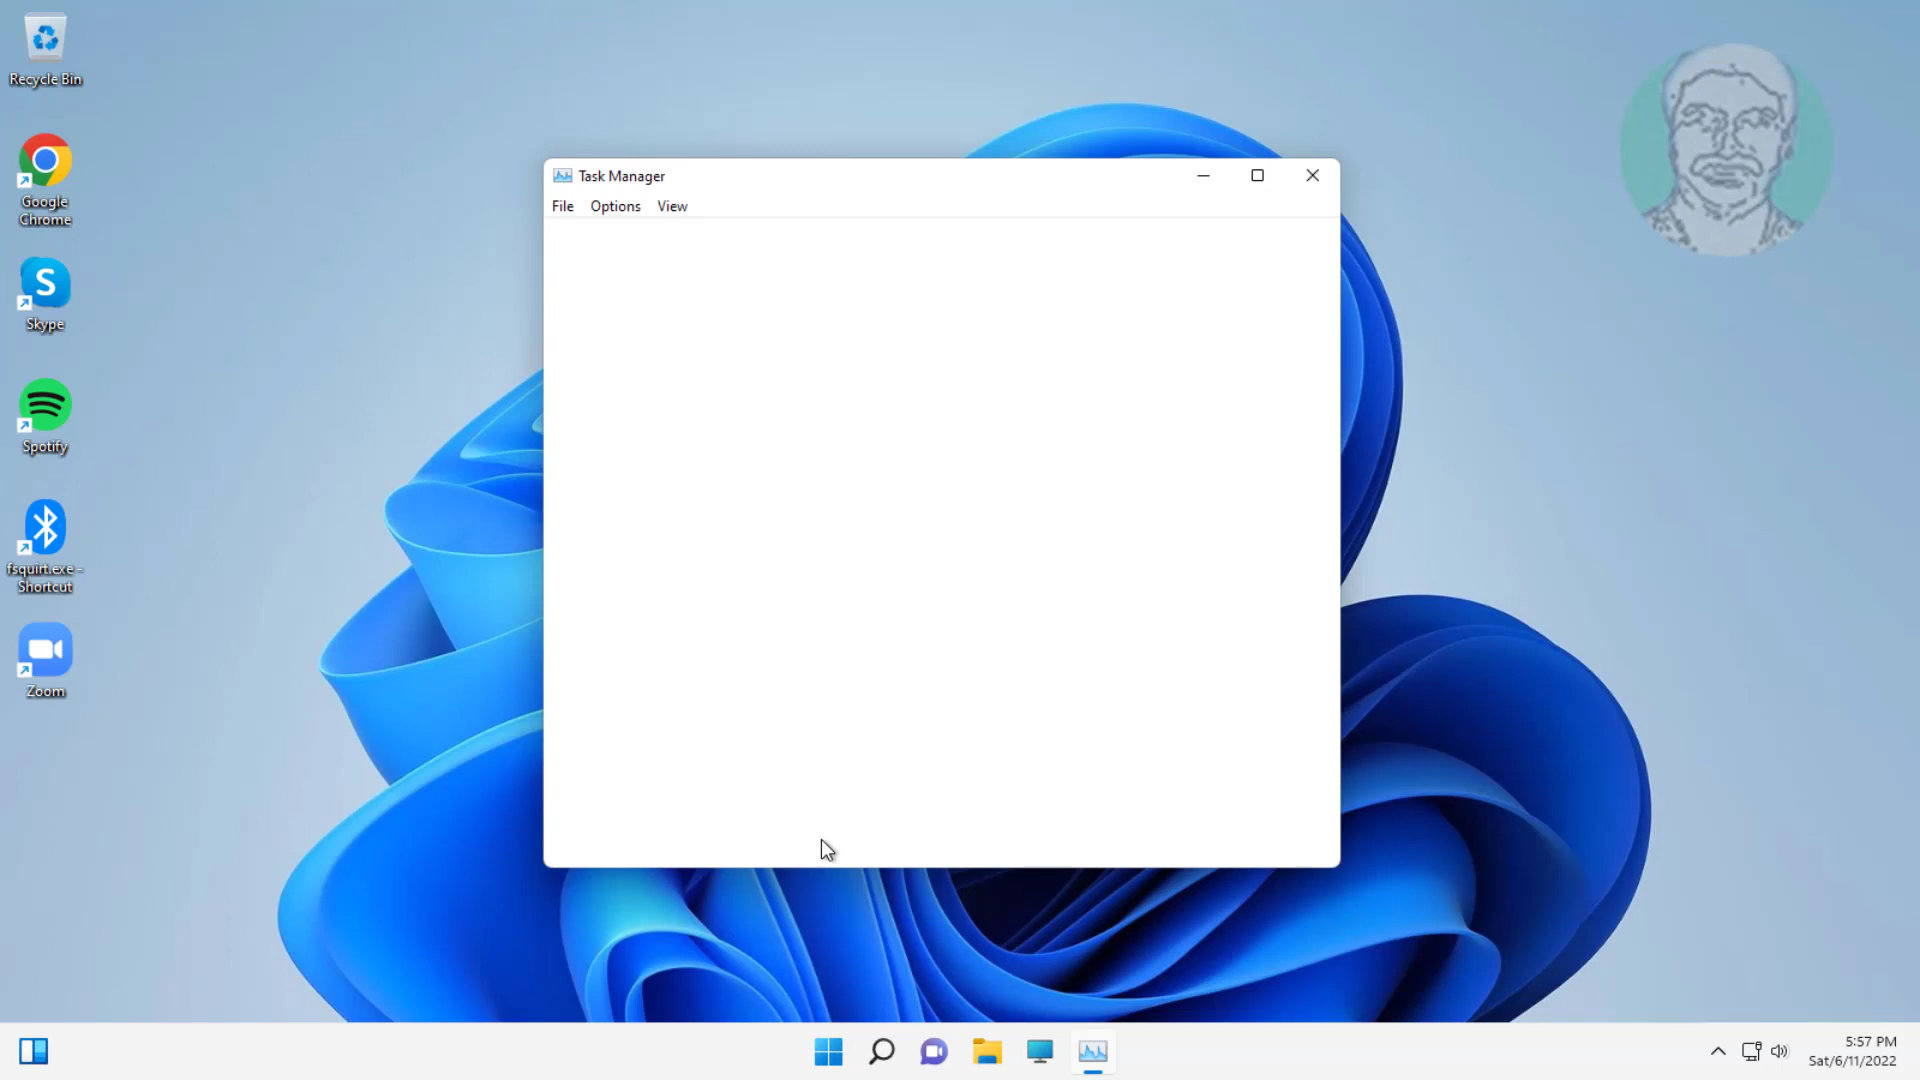 Recycle Bin
Google
Chrome
S
Skype
Spotify
fsquirt.exe -
Shortcut
Zoom
Task Manager
File Options View
5:57 PM
Sat/6/11/2022